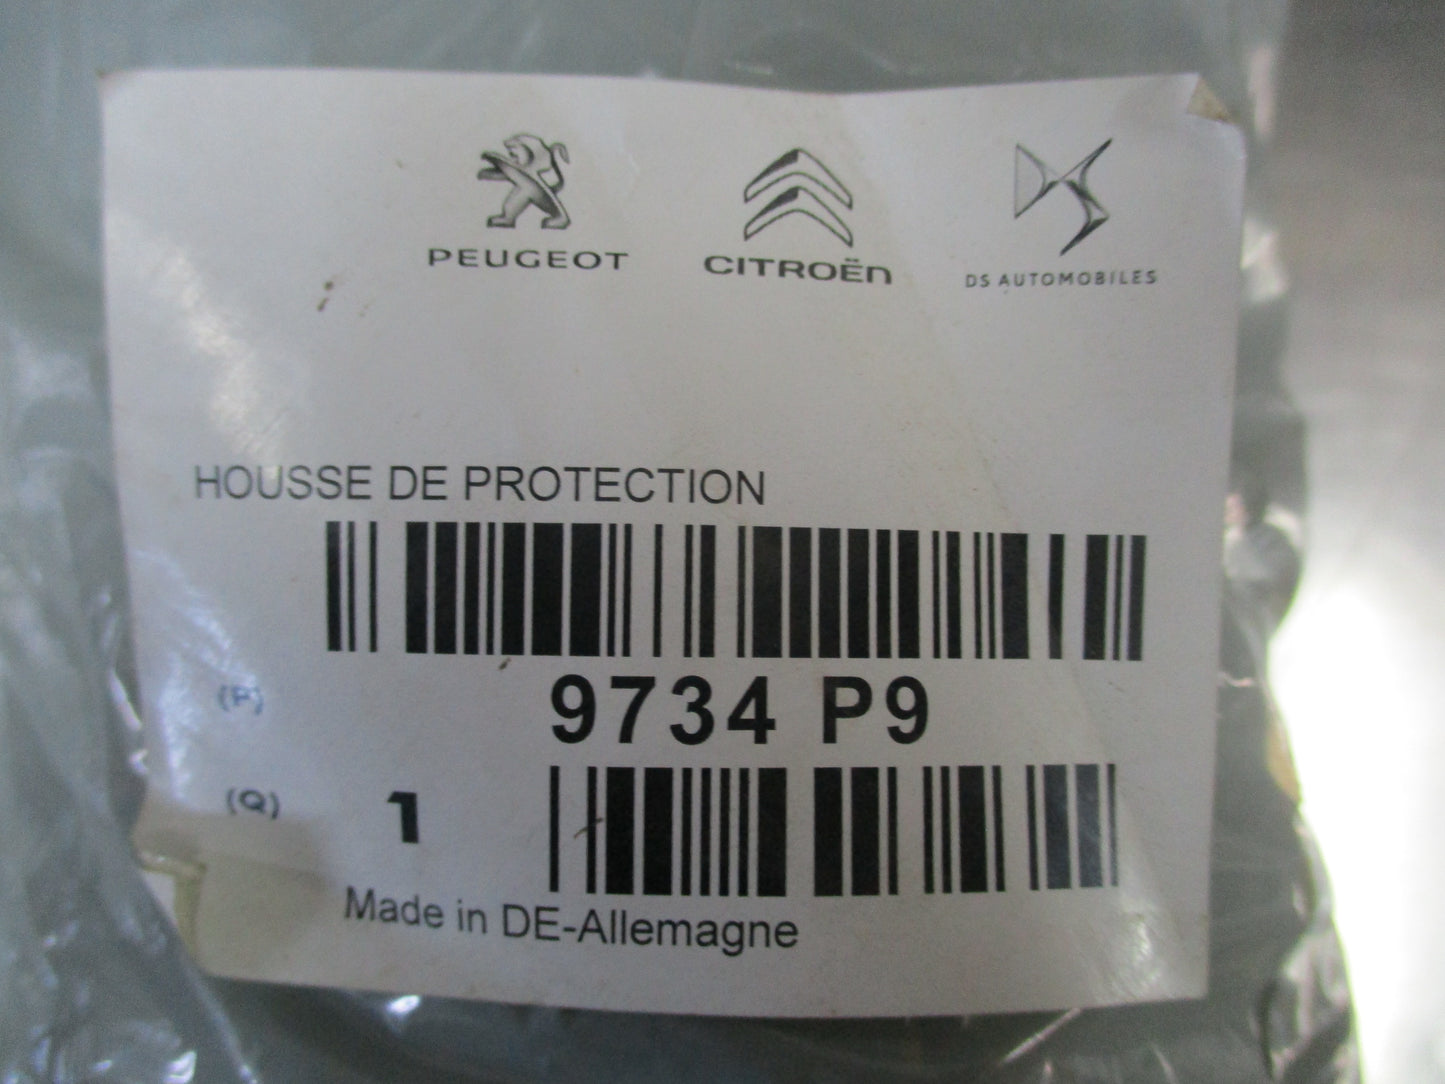 PEUGEOT
CITROËN
DS AUTOMOBILES
HOUSSE DE PROTECTION
(P) 9734 P9
(Q) 1
Made in DE-Allemagne